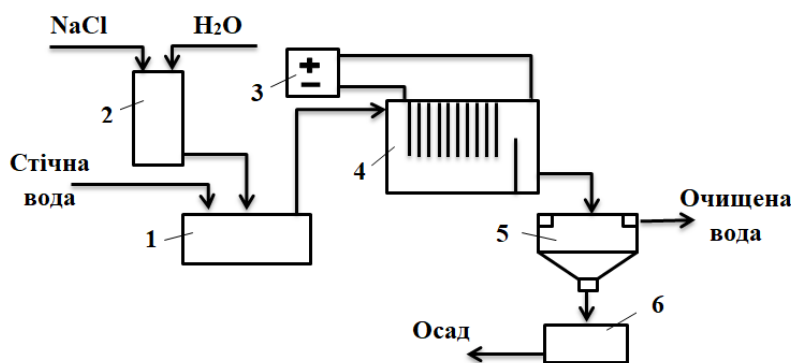 NaCl
H₂O
+
−
3
2
4
Стічна
вода
1
5
Очищена
вода
6
Осад